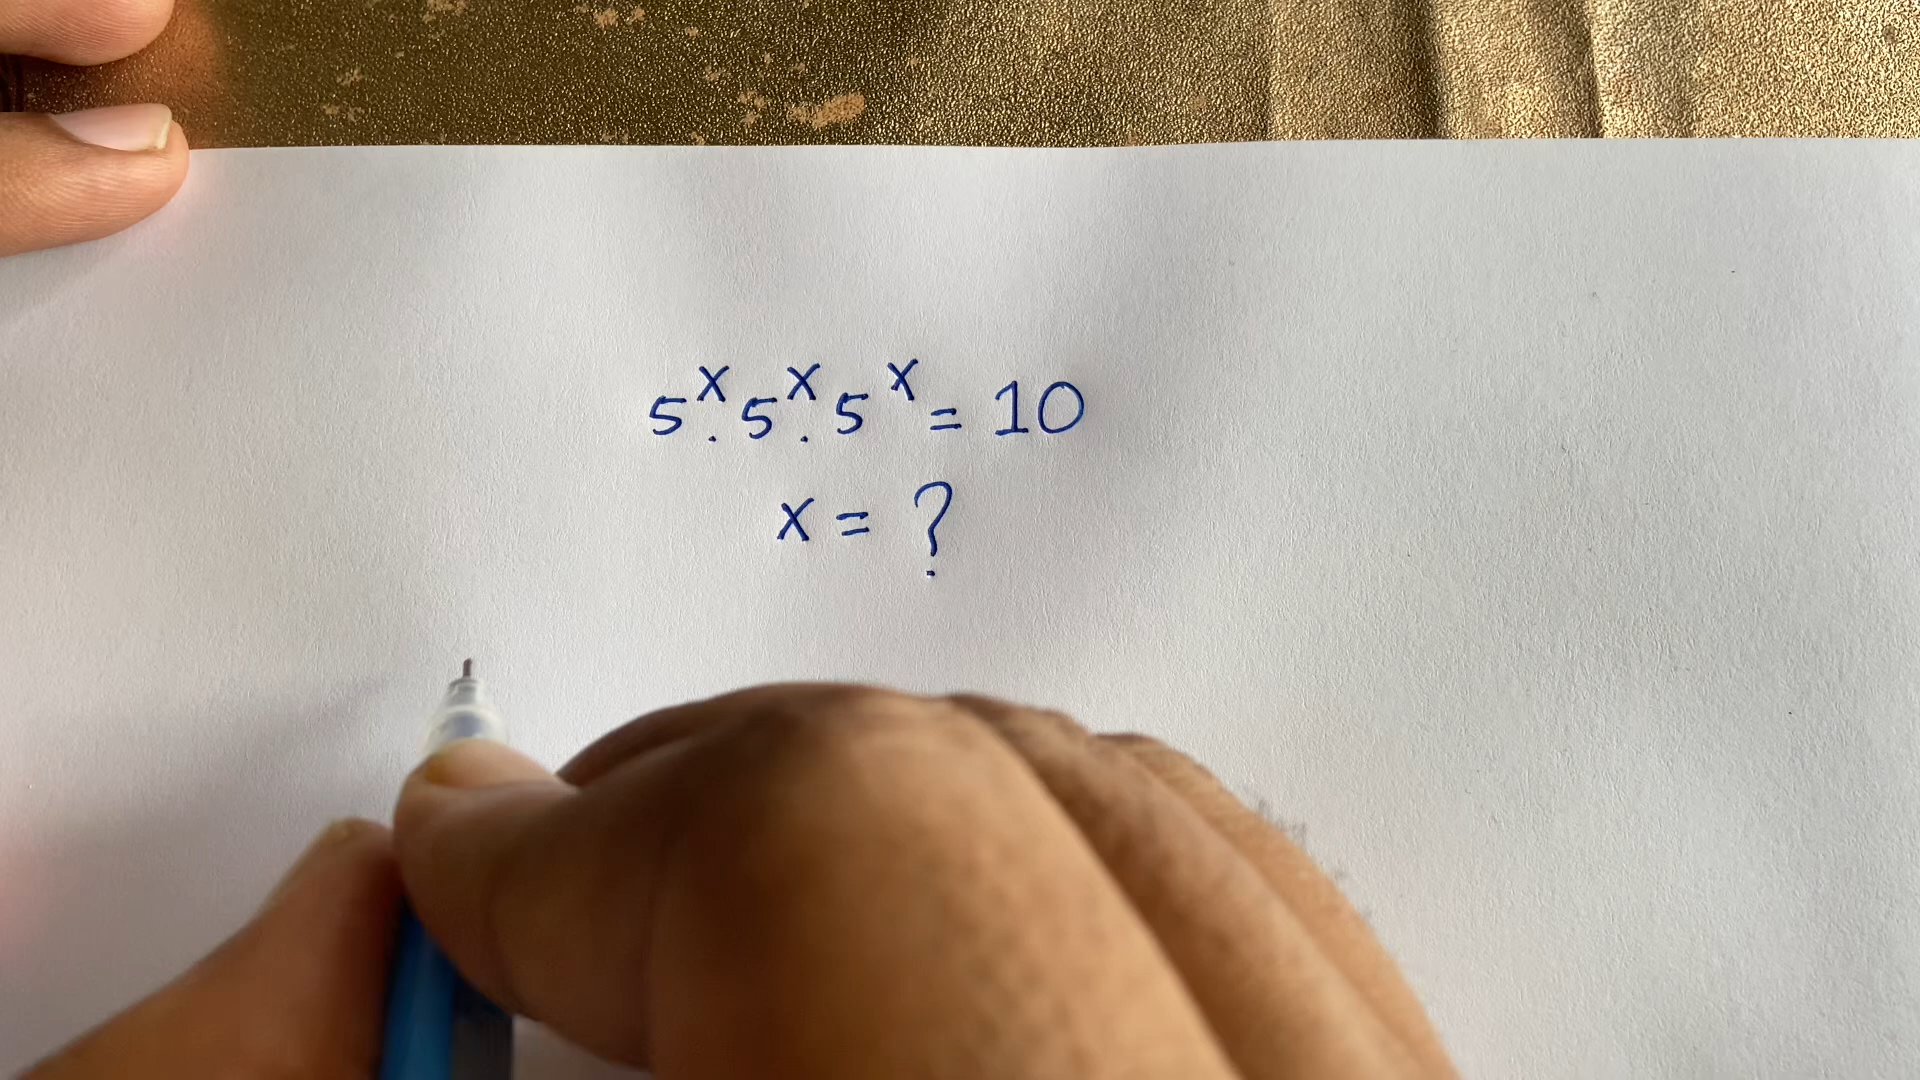 5ˣ.5ˣ.5ˣ = 10
x = ?